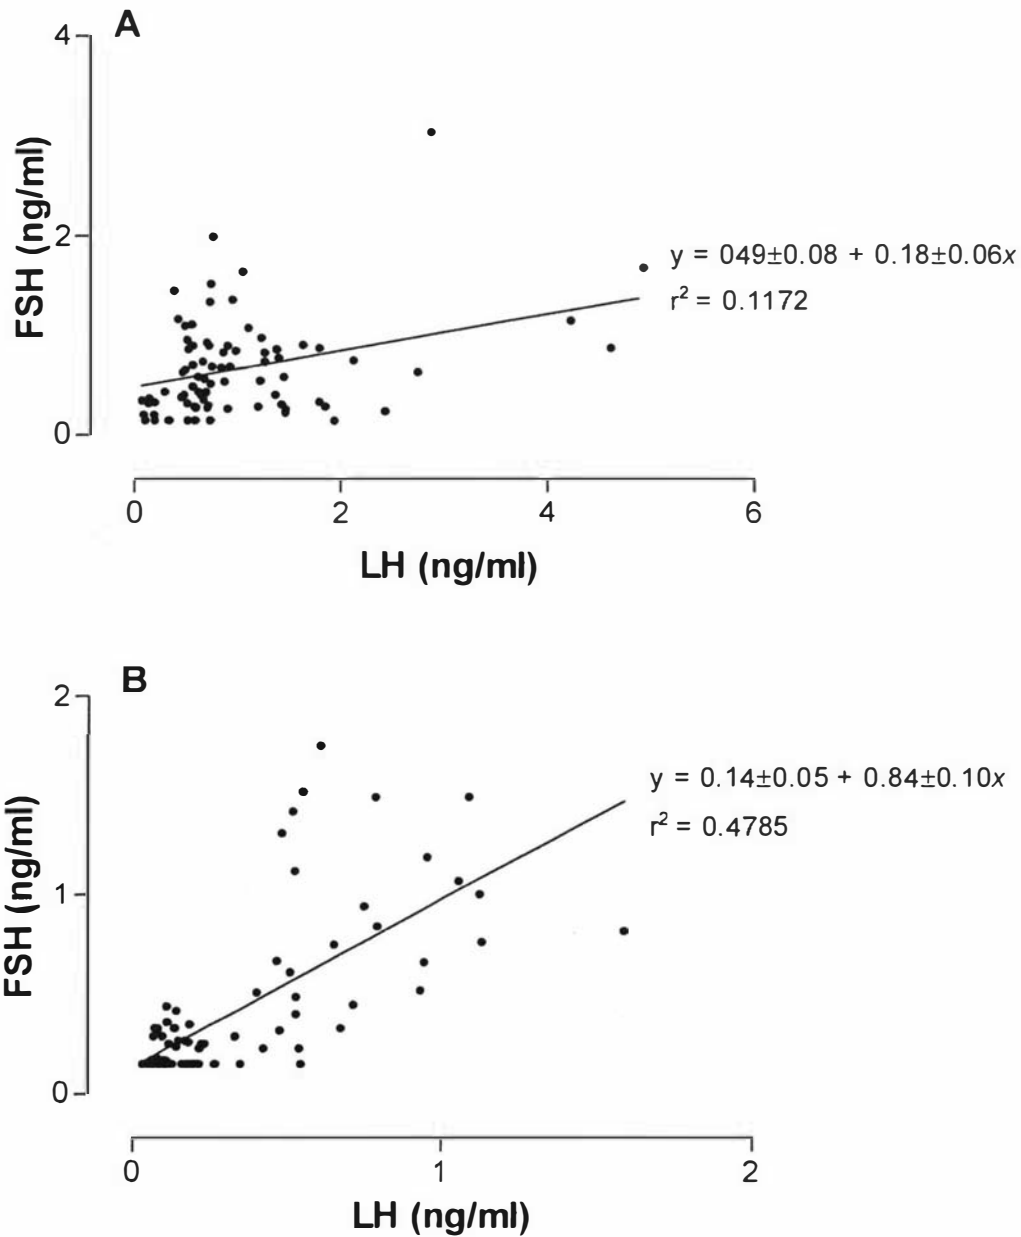 A
4
2
0
FSH (ng/ml)
y = 049±0.08 + 0.18±0.06x
r² = 0.1172
0 2 4 6
LH (ng/ml)
B
2
1
0
FSH (ng/ml)
y = 0.14±0.05 + 0.84±0.10x
r² = 0.4785
0 1 2
LH (ng/ml)